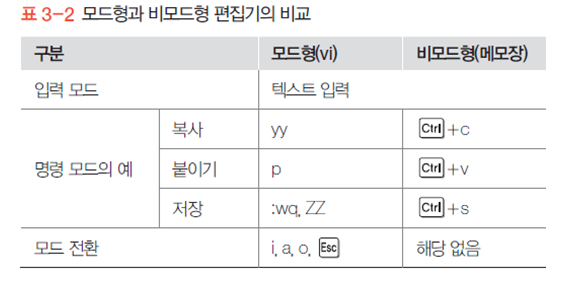 표 3-2 모드형과 비모드형 편집기의 비교
구분 모드형(vi) 비모드형(메모장)
입력 모드 텍스트 입력
명령 모드의 예 복사 yy Ctrl+c
붙이기 p Ctrl+v
저장 :wq, ZZ Ctrl+s
모드 전환 i, a, o, Esc 해당 없음